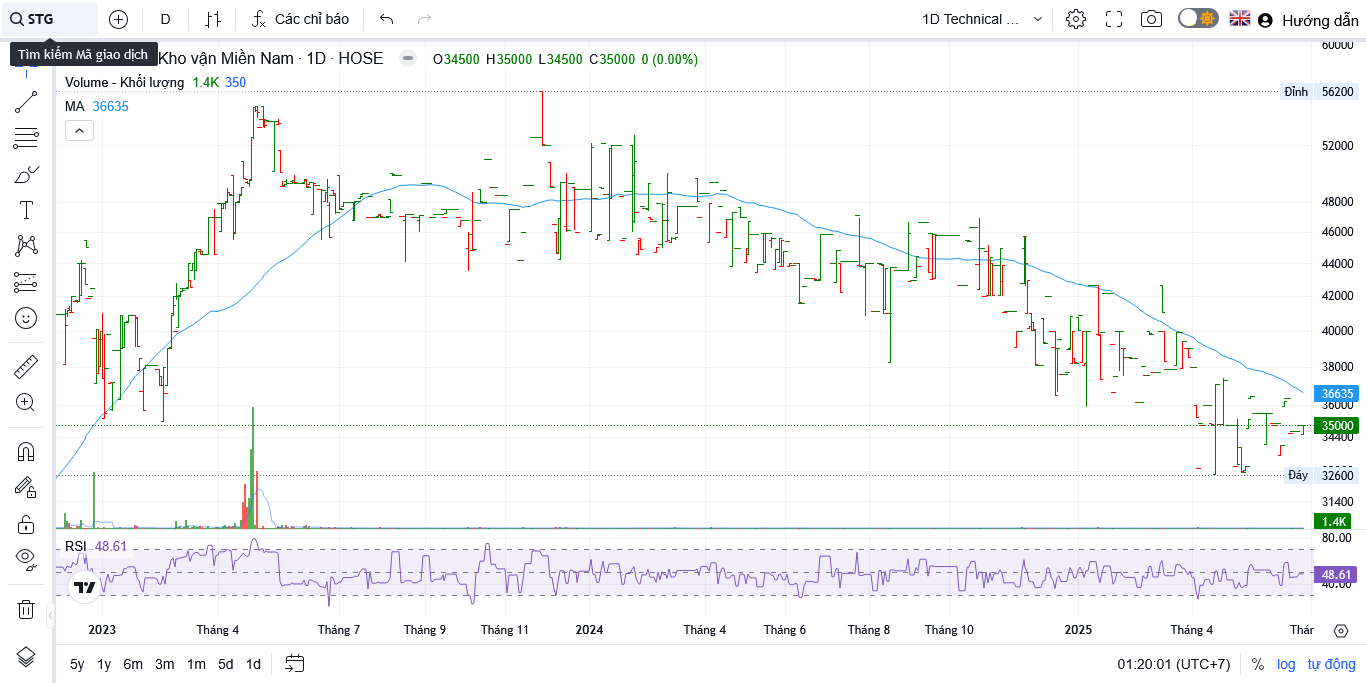 STG
D
Các chỉ báo
1D Technical ...
Hướng dẫn
Tìm kiếm Mã giao dịch
Kho vận Miền Nam · 1D · HOSE
O34500 H35000 L34500 C35000 0 (0.00%)
Volume - Khối lượng 1.4K 350
MA 36635
60000
Đỉnh 56200
52000
48000
46000
44000
42000
40000
38000
36635
36000
35000
34400
Đáy 32600
31400
1.4K
RSI 48.61
80.00
48.61
40.00
2023 Tháng 4 Tháng 7 Tháng 9 Tháng 11 2024 Tháng 4 Tháng 6 Tháng 8 Tháng 10 2025 Tháng 4 Thár
5y 1y 6m 3m 1m 5d 1d
01:20:01 (UTC+7) % log tự động